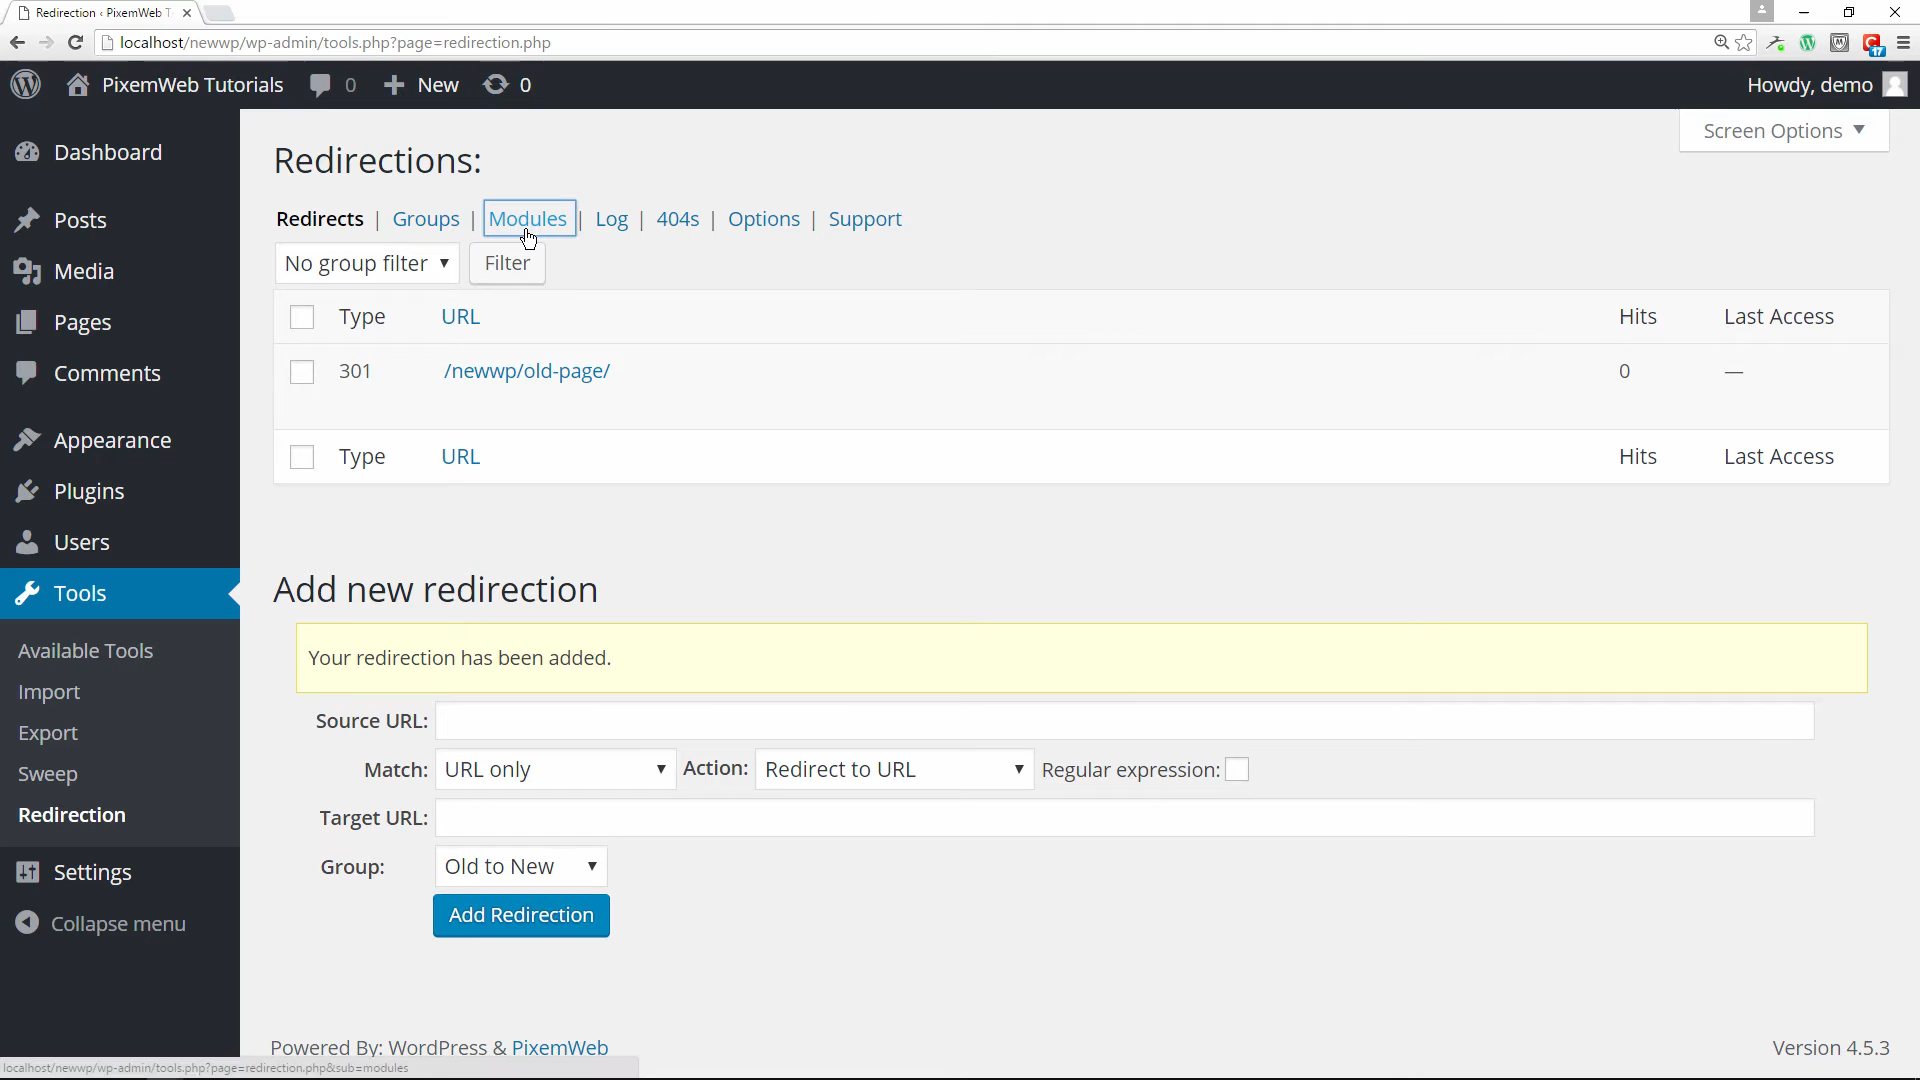 Redirection ‹ PixemWeb T
localhost/newwp/wp-admin/tools.php?page=redirection.php
17
PixemWeb Tutorials 0 New 0 Howdy, demo
Screen Options
Dashboard
Posts
Media
Pages
Comments
Appearance
Plugins
Users
Tools
Available Tools
Import
Export
Sweep
Redirection
Settings
Collapse menu
Redirections:
Redirects | Groups | Modules | Log | 404s | Options | Support
No group filter Filter
Type URL Hits Last Access
301 /newwp/old-page/ 0 —
Type URL Hits Last Access
Add new redirection
Your redirection has been added.
Source URL:
Match: URL only Action: Redirect to URL Regular expression:
Target URL:
Group: Old to New
Add Redirection
Powered By: WordPress & PixemWeb Version 4.5.3
localhost/newwp/wp-admin/tools.php?page=redirection.php&sub=modules